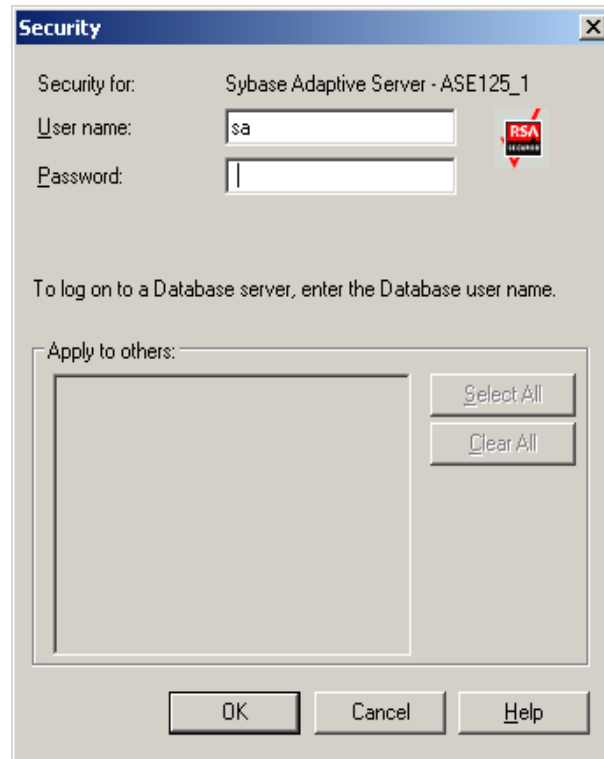 Security
Security for: Sybase Adaptive Server - ASE125_1
User name: sa
RSA
SECURED
Password:
To log on to a Database server, enter the Database user name.
Apply to others:
Select All
Clear All
OK Cancel Help